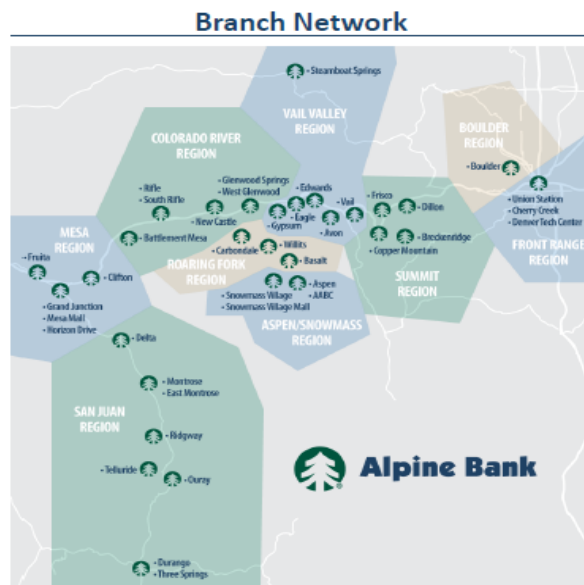 Branch Network
• Steamboat Springs
VAIL VALLEY
REGION
BOULDER
REGION
• Boulder
COLORADO RIVER
REGION
• Glenwood Springs
• West Glenwood
• Rifle
• South Rifle
• New Castle
• Battlement Mesa
• Edwards
• Vail
• Eagle
• Gypsum
• Avon
• Frisco
• Dillon
• Breckenridge
• Copper Mountain
SUMMIT
REGION
• Union Station
• Cherry Creek
• Denver Tech Center
FRONT RANGE
REGION
MESA
REGION
• Fruita
• Clifton
• Grand Junction
• Mesa Mall
• Horizon Drive
• Carbondale
• Willits
• Basalt
ROARING FORK
REGION
• Snowmass Village
• Snowmass Village Mall
• Aspen
• AABC
ASPEN/SNOWMASS
REGION
• Delta
• Montrose
• East Montrose
SAN JUAN
REGION
• Ridgway
• Telluride
• Ouray
• Durango
• Three Springs
Alpine Bank